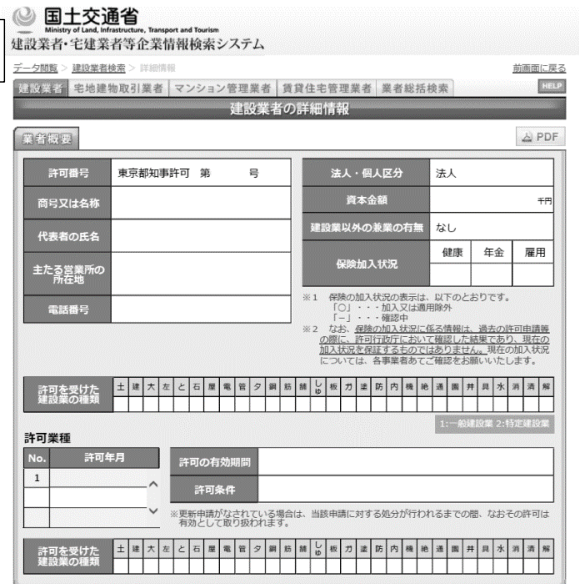 国土交通省
Ministry of Land, Infrastructure, Transport and Tourism
建設業者・宅建業者等企業情報検索システム
データ閲覧 > 建設業者検索 > 詳細情報
前画面に戻る
建設業者 宅地建物取引業者 マンション管理業者 賃貸住宅管理業者 業者総括検索 HELP
建設業者の詳細情報
業者概要
PDF
許可番号 東京都知事許可 第 号
商号又は名称
代表者の氏名
主たる営業所の
所在地
電話番号
法人・個人区分 法人
資本金額 千円
建設業以外の兼業の有無 なし
保険加入状況 健康 年金 雇用
※1 保険の加入状況の表示は、以下のとおりです。
「○」・・・加入又は適用除外
「−」・・・確認中
※2 なお、保険の加入状況に係る情報は、過去の許可申請等
の際に、許可行政庁において確認した結果であり、現在の
加入状況を保証するものではありません。現在の加入状況
については、各事業者あてご確認をお願いいたします。
許可を受けた
建設業の種類
土 建 大 左 と 石 屋 電 管 タ 鋼 筋 舗 しゅ 板 ガ 塗 防 内 機 絶 通 園 井 具 水 消 清 解
1:一般建設業 2:特定建設業
許可業種
No. 許可年月
1
許可の有効期間
許可条件
※更新申請がなされている場合は、当該申請に対する処分が行われるまでの間、なおその許可は
有効として取り扱われます。
許可を受けた
建設業の種類
土 建 大 左 と 石 屋 電 管 タ 鋼 筋 舗 しゅ 板 ガ 塗 防 内 機 絶 通 園 井 具 水 消 清 解